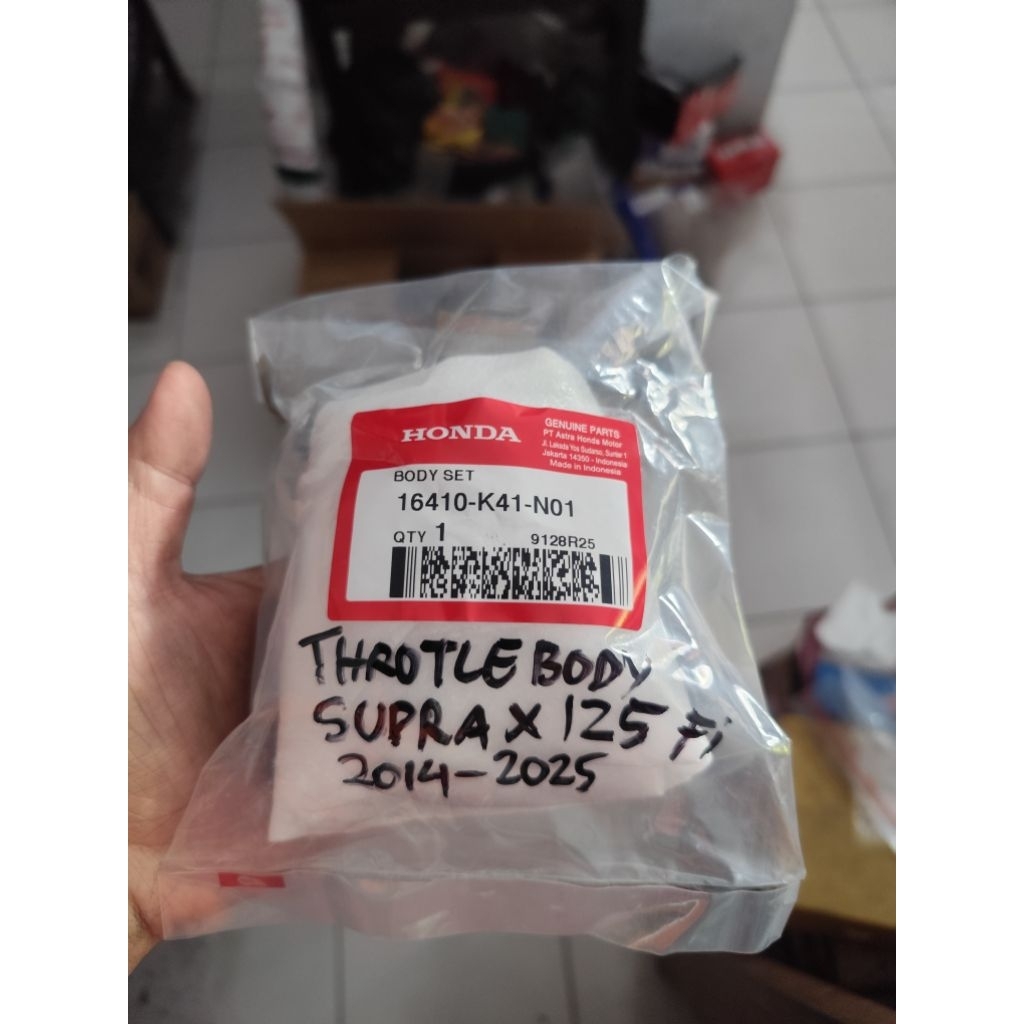 HONDA
GENUINE PARTS
PT Astra Honda Motor
Jl. Laksda Yos Sudarso, Sunter 1
Jakarta 14350 - Indonesia
Made in Indonesia
BODY SET
16410-K41-N01
QTY 1
9128R25
THROTLE BODY
SUPRA X 125 Fi
2014-2025